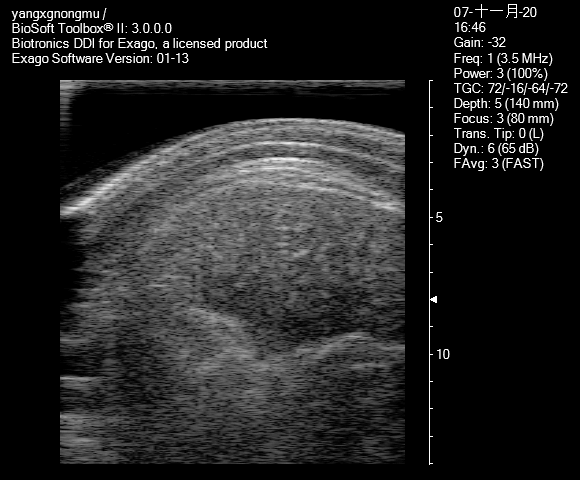 yangxgnongmu /
BioSoft Toolbox® II: 3.0.0.0
Biotronics DDI for Exago, a licensed product
Exago Software Version: 01-13
07-十一月-20
16:46
Gain: -32
Freq: 1 (3.5 MHz)
Power: 3 (100%)
TGC: 72/-16/-64/-72
Depth: 5 (140 mm)
Focus: 3 (80 mm)
Trans. Tip: 0 (L)
Dyn.: 6 (65 dB)
FAvg: 3 (FAST)
5
10